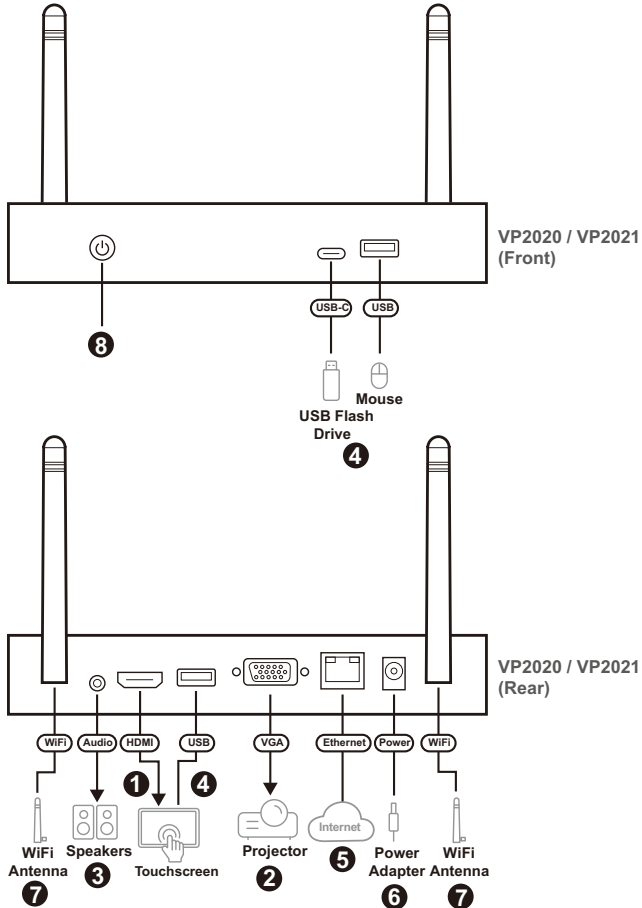 VP2020 / VP2021
(Front)
USB-C USB
8
Mouse
USB Flash
Drive
4
VP2020 / VP2021
(Rear)
WiFi Audio HDMI USB VGA Ethernet Power WiFi
1 4
Internet
WiFi
Antenna
7
Speakers
3
Touchscreen
Projector
2
5
Power
Adapter
6
WiFi
Antenna
7